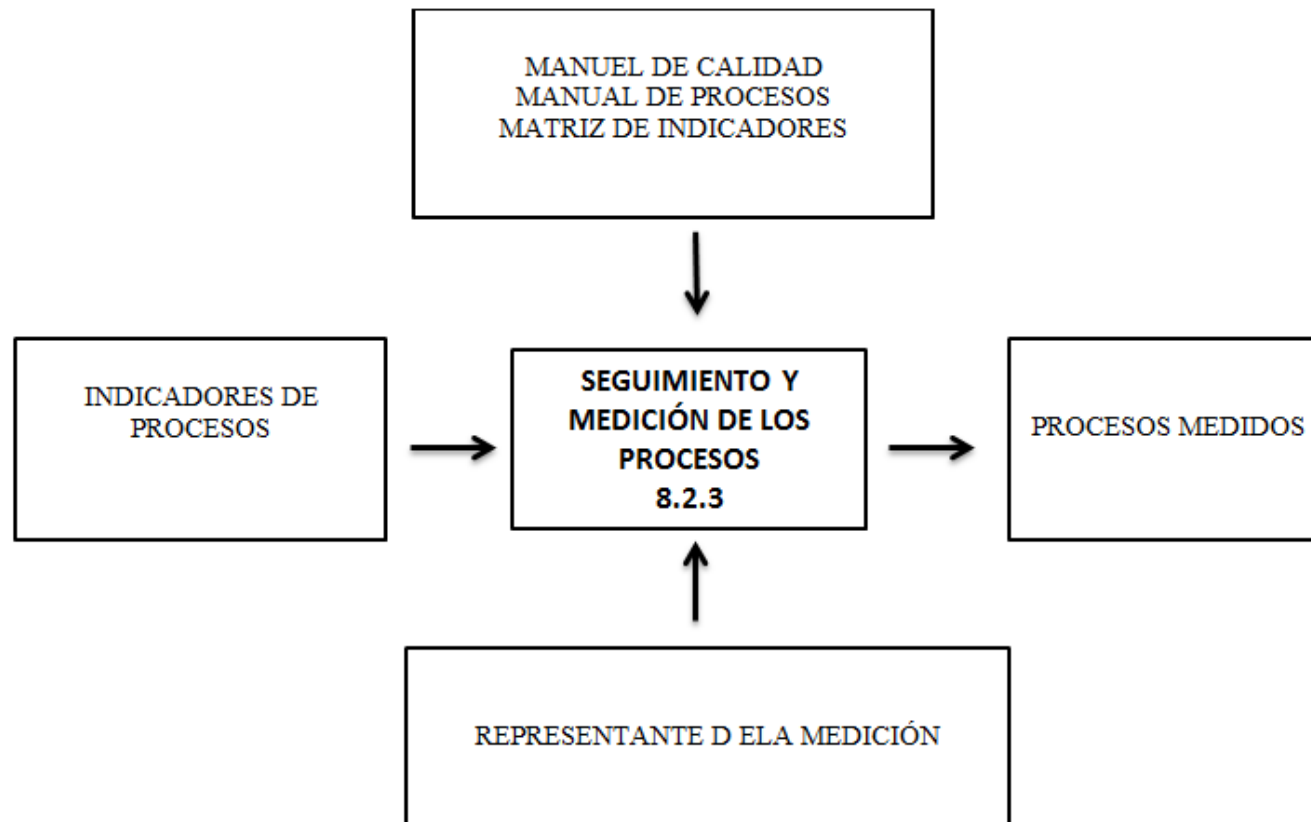 MANUEL DE CALIDAD
MANUAL DE PROCESOS
MATRIZ DE INDICADORES
INDICADORES DE
PROCESOS
SEGUIMIENTO Y
MEDICIÓN DE LOS
PROCESOS
8.2.3
PROCESOS MEDIDOS
REPRESENTANTE D ELA MEDICIÓN